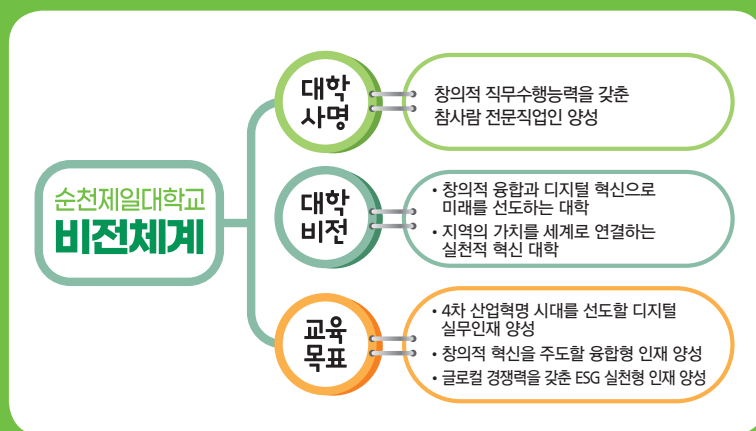 순천제일대학교
비전체계
대학
사명
창의적 직무수행능력을 갖춘
참사람 전문직업인 양성
대학
비전
• 창의적 융합과 디지털 혁신으로
미래를 선도하는 대학
• 지역의 가치를 세계로 연결하는
실천적 혁신 대학
교육
목표
• 4차 산업혁명 시대를 선도할 디지털
실무인재 양성
• 창의적 혁신을 주도할 융합형 인재 양성
• 글로컬 경쟁력을 갖춘 ESG 실천형 인재 양성